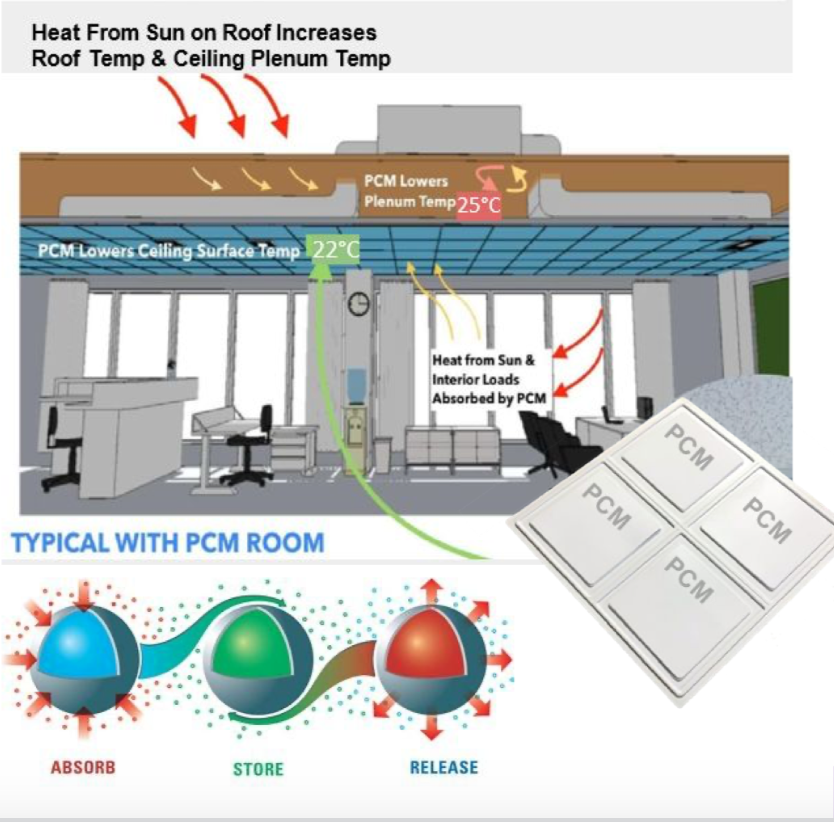 Heat From Sun on Roof Increases
Roof Temp & Ceiling Plenum Temp
PCM Lowers
Plenum Temp 25°C
PCM Lowers Ceiling Surface Temp 22°C
Heat from Sun &
Interior Loads
Absorbed by PCM
PCM
PCM
PCM
PCM
TYPICAL WITH PCM ROOM
ABSORB
STORE
RELEASE